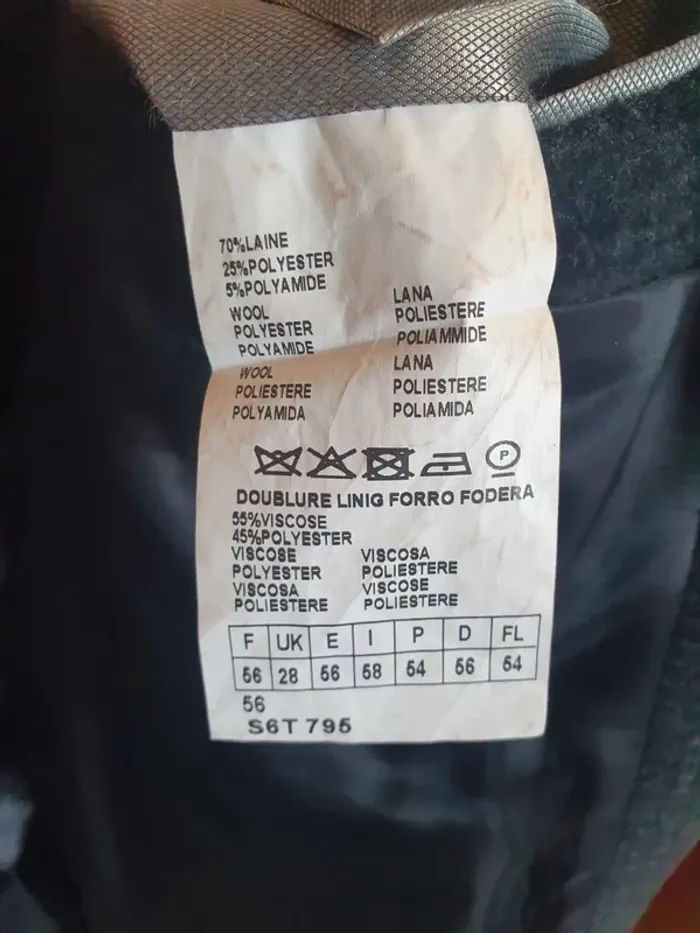 70%LAINE
25%POLYESTER
5%POLYAMIDE
WOOL
POLYESTER
POLYAMIDE
LANA
POLIESTERE
POLIAMMIDE
WOOL
POLIESTERE
POLYAMIDA
LANA
POLIESTERE
POLIAMIDA
P
DOUBLURE LINIG FORRO FODERA
55%VISCOSE
45%POLYESTER
VISCOSE VISCOSA
POLYESTER POLIESTERE
VISCOSA VISCOSE
POLIESTERE POLIESTERE
F UK E I P D FL
56 28 56 58 54 56 54
56
S6T 795